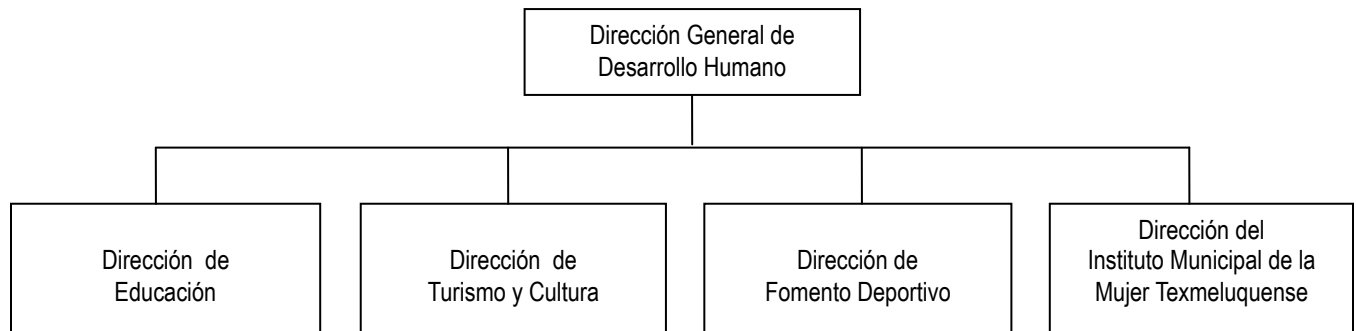 Dirección General de
Desarrollo Humano
Dirección de
Educación
Dirección de
Turismo y Cultura
Dirección de
Fomento Deportivo
Dirección del
Instituto Municipal de la
Mujer Texmeluquense